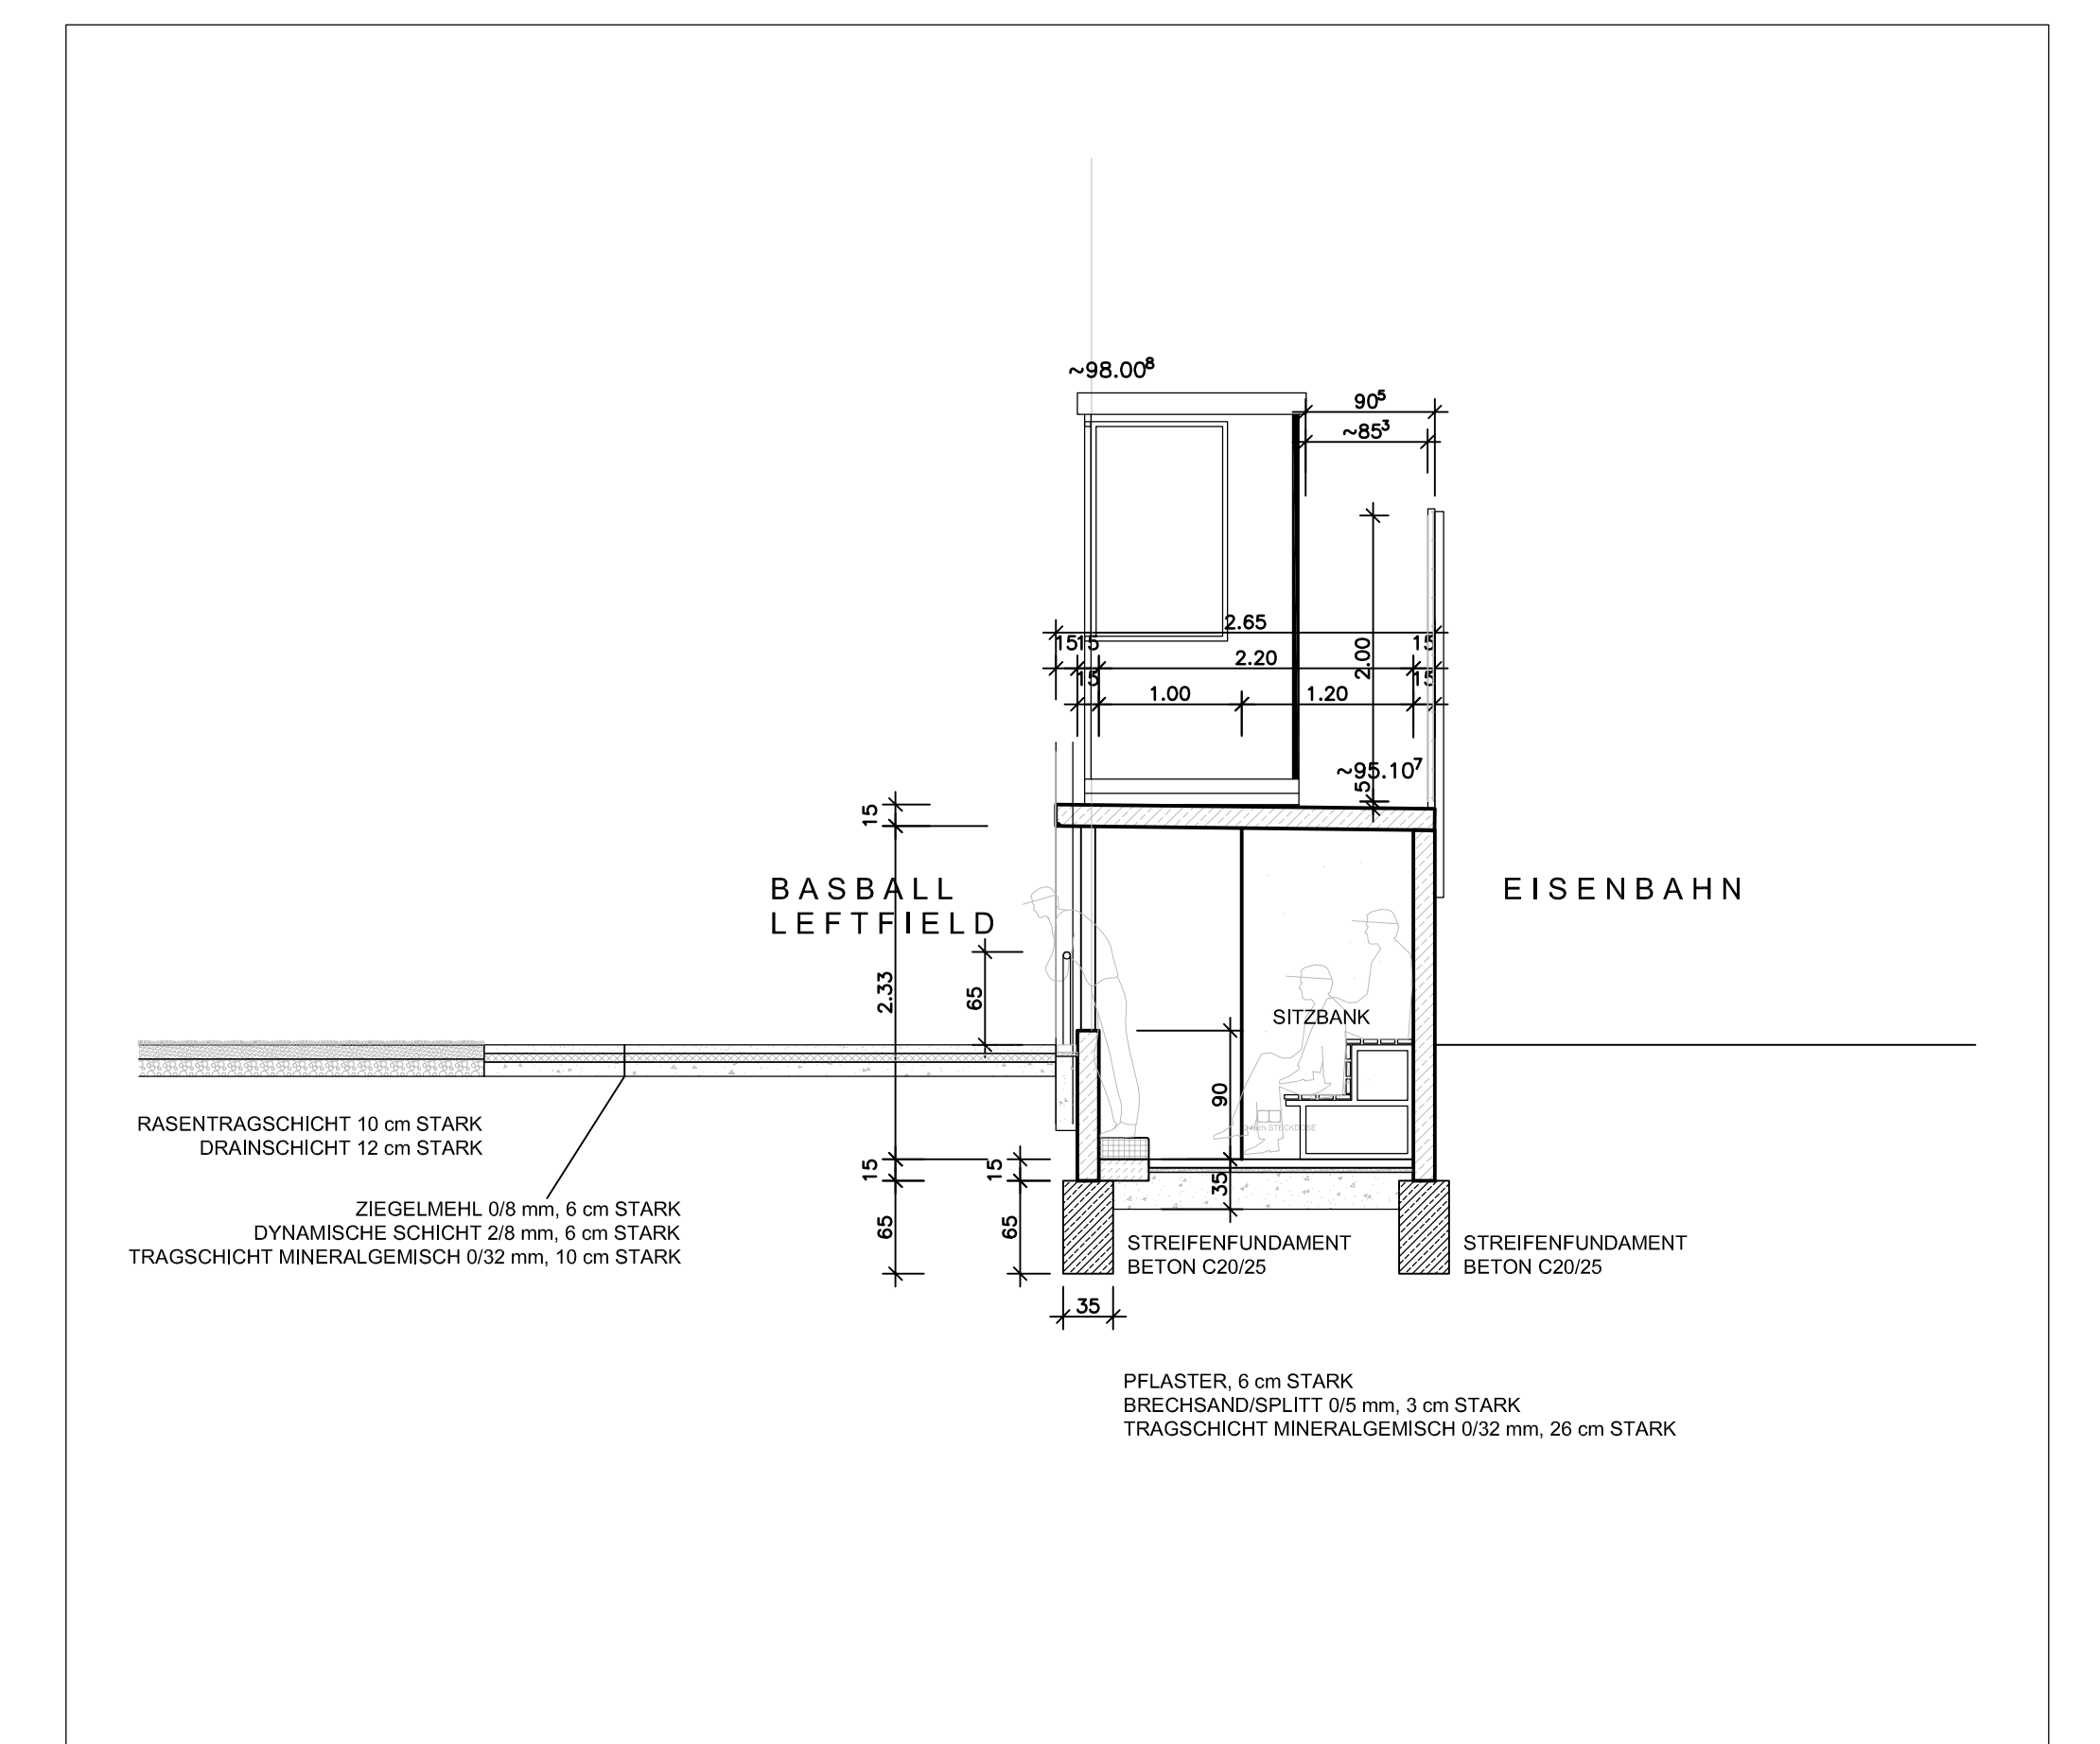 ~98.00⁸
90⁵
~85³
2.65
15 15 15
2.00
2.20
15 15
1.00 1.20
~95.10⁷
5
15
BASBALL
LEFTFIELD
EISENBAHN
2.33
65
SITZBANK
90
RASENTRAGSCHICHT 10 cm STARK
DRAINSCHICHT 12 cm STARK
15 15 35
ZIEGELMEHL 0/8 mm, 6 cm STARK
DYNAMISCHE SCHICHT 2/8 mm, 6 cm STARK
TRAGSCHICHT MINERALGEMISCH 0/32 mm, 10 cm STARK
65 65
STREIFENFUNDAMENT
BETON C20/25
STREIFENFUNDAMENT
BETON C20/25
35
PFLASTER, 6 cm STARK
BRECHSAND/SPLITT 0/5 mm, 3 cm STARK
TRAGSCHICHT MINERALGEMISCH 0/32 mm, 26 cm STARK